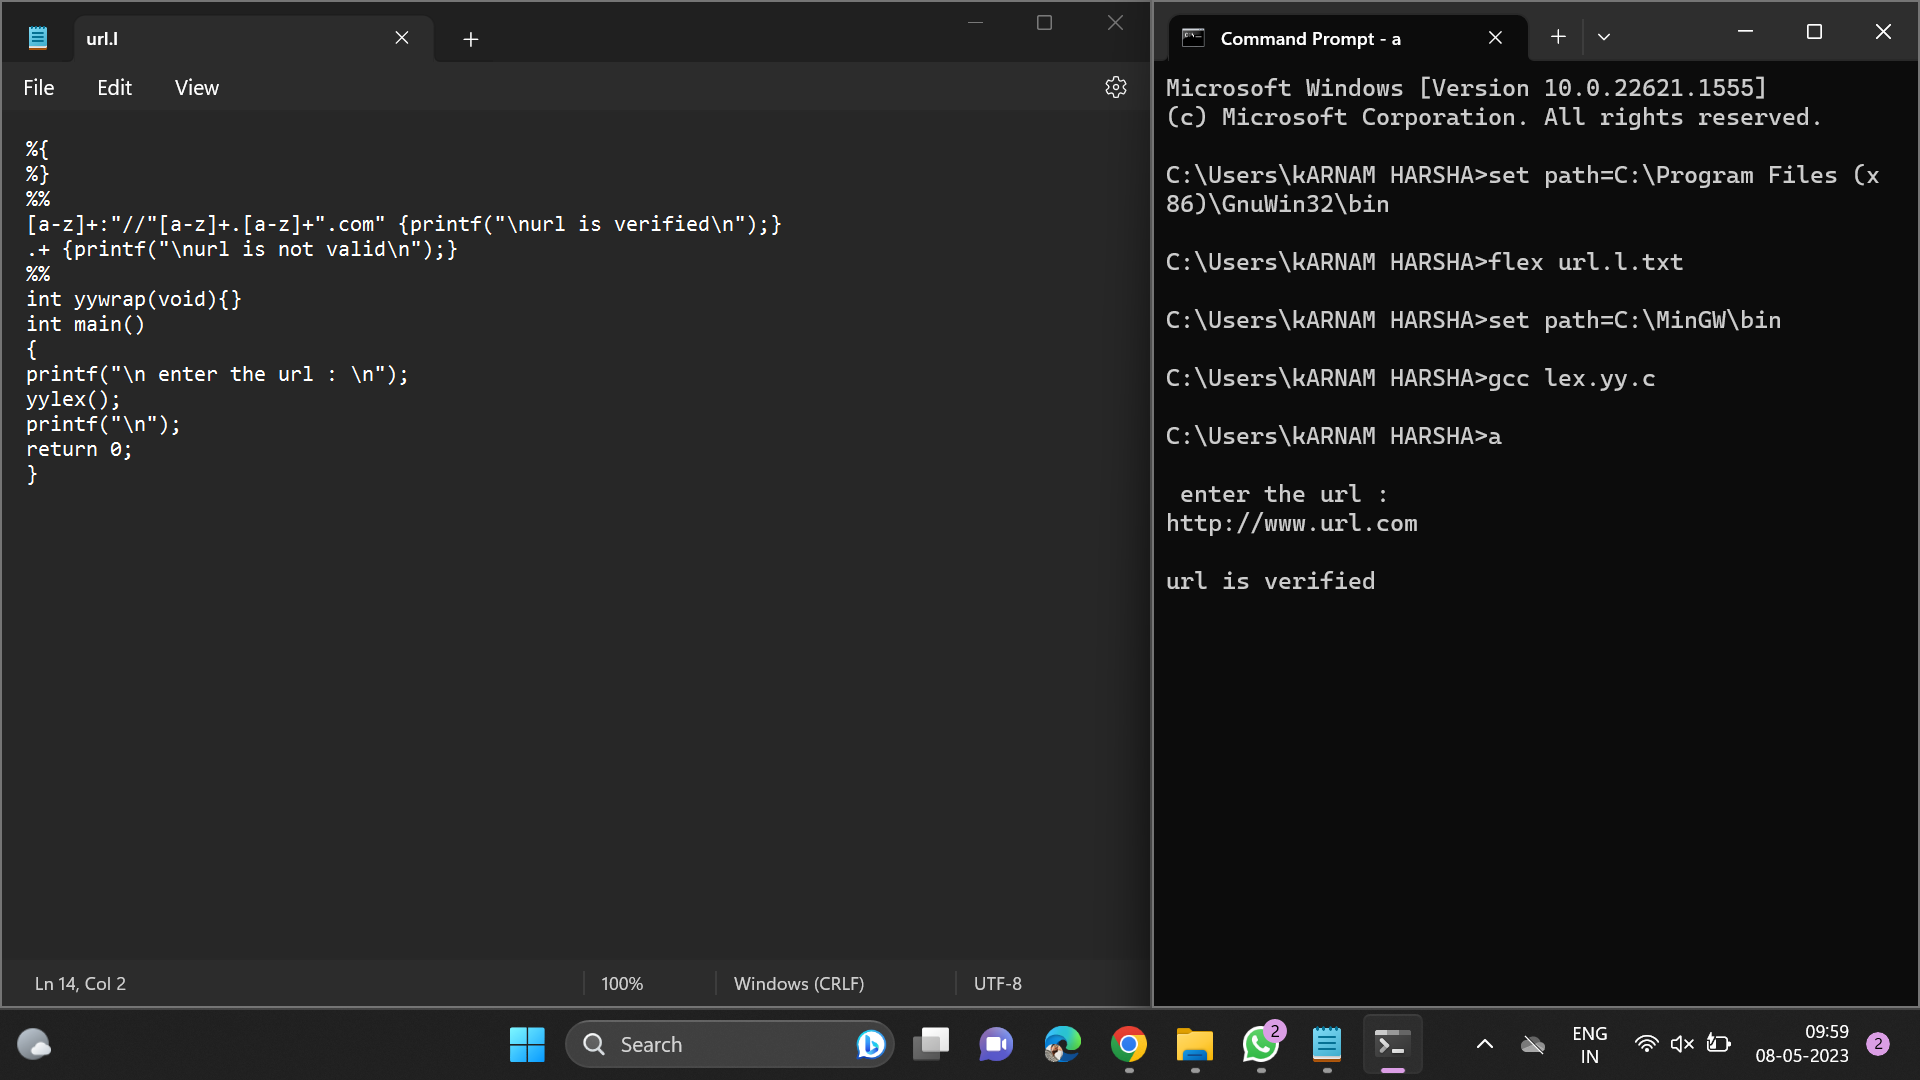 url.l
File Edit View
%{
%}
%%
[a-z]+:"//"[a-z]+.[a-z]+".com" {printf("\nurl is verified\n");}
.+ {printf("\nurl is not valid\n");}
%%
int yywrap(void){}
int main()
{
printf("\n enter the url : \n");
yylex();
printf("\n");
return 0;
}
Ln 14, Col 2 100% Windows (CRLF) UTF-8
Command Prompt - a
Microsoft Windows [Version 10.0.22621.1555]
(c) Microsoft Corporation. All rights reserved.
C:\Users\kARNAM HARSHA>set path=C:\Program Files (x
86)\GnuWin32\bin
C:\Users\kARNAM HARSHA>flex url.l.txt
C:\Users\kARNAM HARSHA>set path=C:\MinGW\bin
C:\Users\kARNAM HARSHA>gcc lex.yy.c
C:\Users\kARNAM HARSHA>a
 enter the url :
http://www.url.com
url is verified
Search
2
ENG
IN
09:59
08-05-2023
2